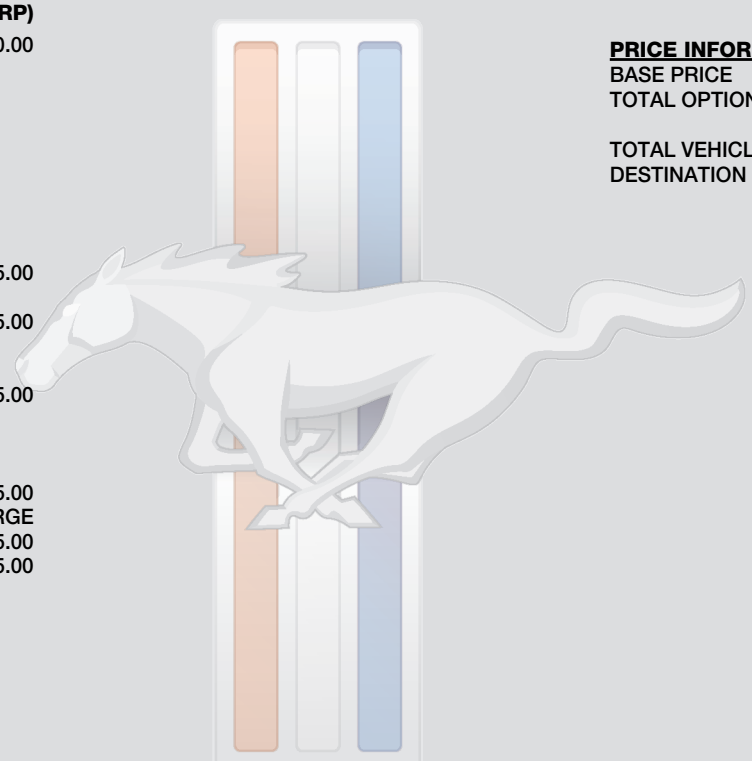 RP)
0.00
5.00
5.00
5.00
5.00
RGE
5.00
5.00
PRICE INFOR
BASE PRICE
TOTAL OPTION
TOTAL VEHICL
DESTINATION